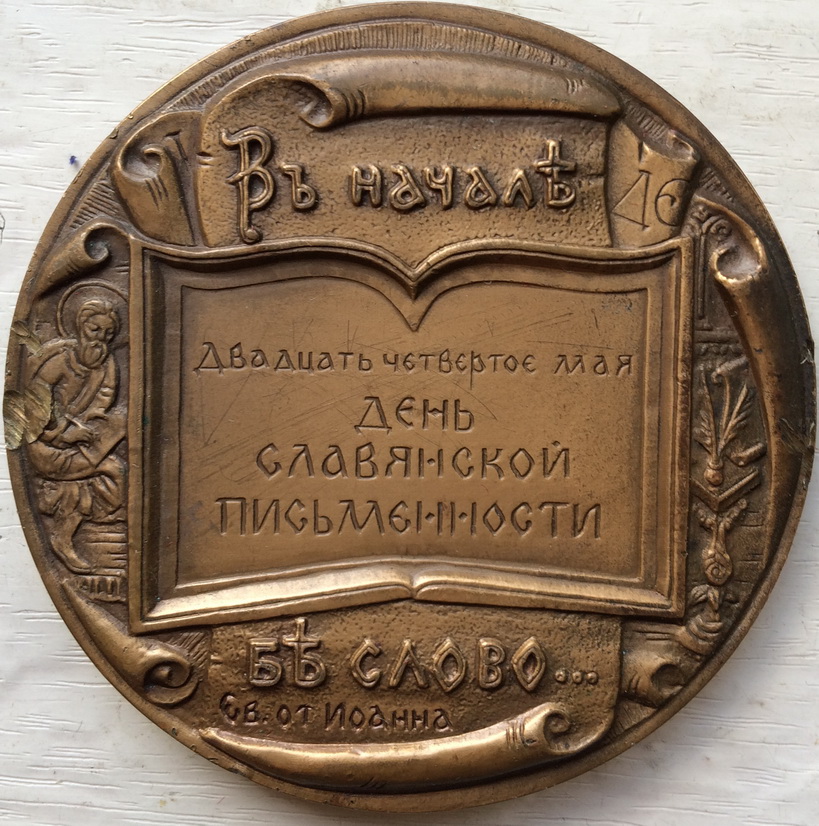 Въ началѣ
Двадцать четвертое мая
День
славянской
письменности
бѣ слово...
Св. от Иоанна